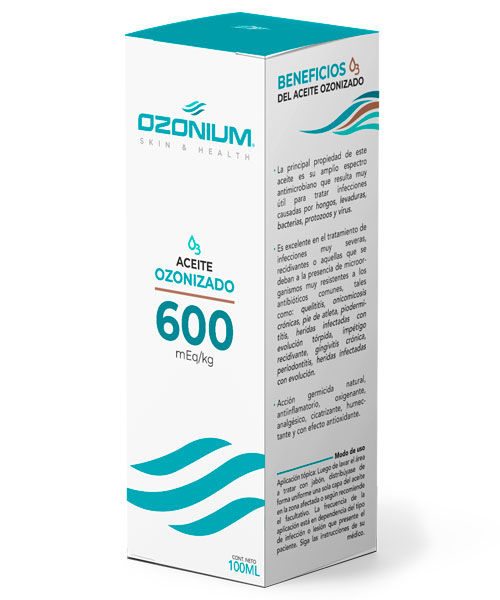 OZONIUM®
SKIN & HEALTH
O3
ACEITE
OZONIZADO
600
mEq/kg
CONT. NETO
100ML
BENEFICIOS O3
DEL ACEITE OZONIZADO
· La principal propiedad de este
aceite es su amplio espectro
antimicrobiano que resulta muy
útil para tratar infecciones
causadas por hongos, levaduras,
bacterias, protozoos y virus.
· Es excelente en el tratamiento de
infecciones muy severas,
recidivantes o aquellas que se
deban a la presencia de microor-
ganismos muy resistentes a los
antibióticos comunes, tales
como: queilititis, onicomicosis
crónicas, pie de atleta, piodermi-
titis, heridas infectadas con
evolución tórpida, impétigo
recidivante, gingivitis crónica,
periodontitis, heridas infectadas
con evolución.
· Acción germicida natural,
antiinflamatorio, oxigenante,
analgésico, cicatrizante, humec-
tante y con efecto antioxidante.
Modo de uso
Aplicación tópica: Luego de lavar el área
a tratar con jabón, distribúyase de
forma uniforme una sola capa del aceite
en la zona afectada o según recomiende
el facultativo. La frecuencia de la
aplicación está en dependencia del tipo
de infección o lesión que presente el
paciente. Siga las instrucciones de su
médico.